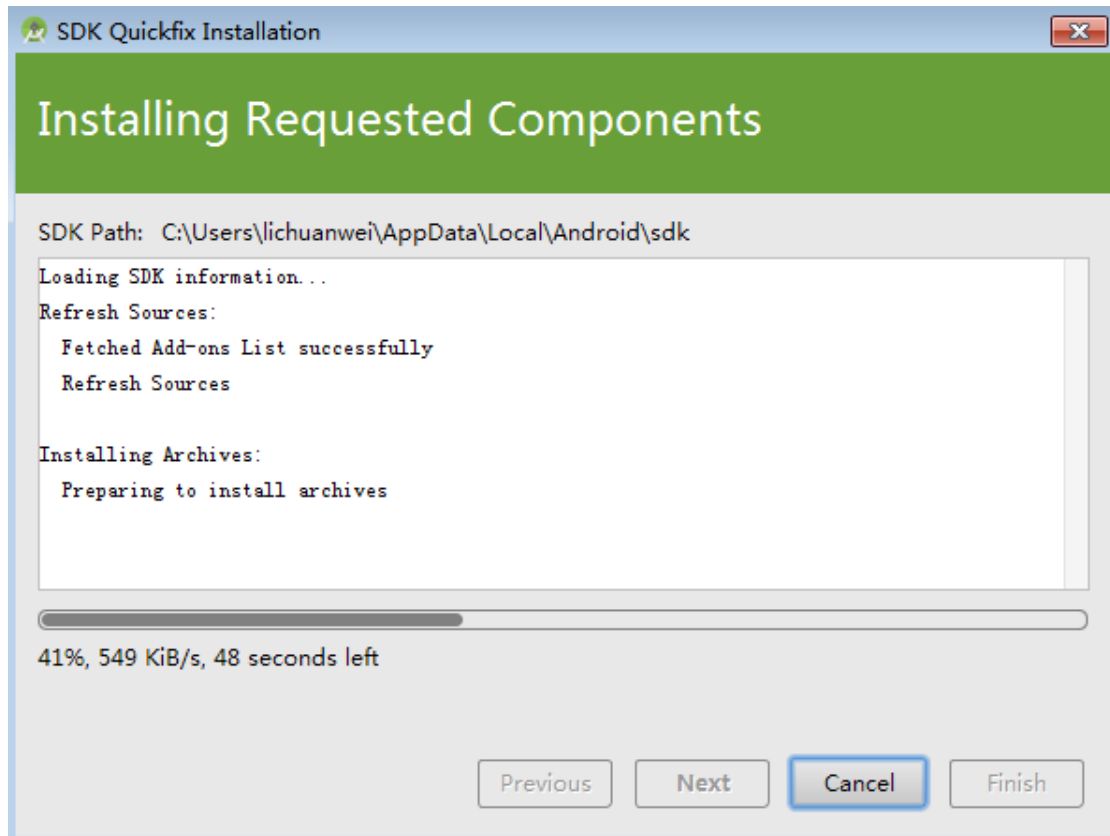 SDK Quickfix Installation
Installing Requested Components
SDK Path: C:\Users\lichuanwei\AppData\Local\Android\sdk
Loading SDK information...
Refresh Sources:
Fetched Add-ons List successfully
Refresh Sources
Installing Archives:
Preparing to install archives
41%, 549 KiB/s, 48 seconds left
Previous Next Cancel Finish